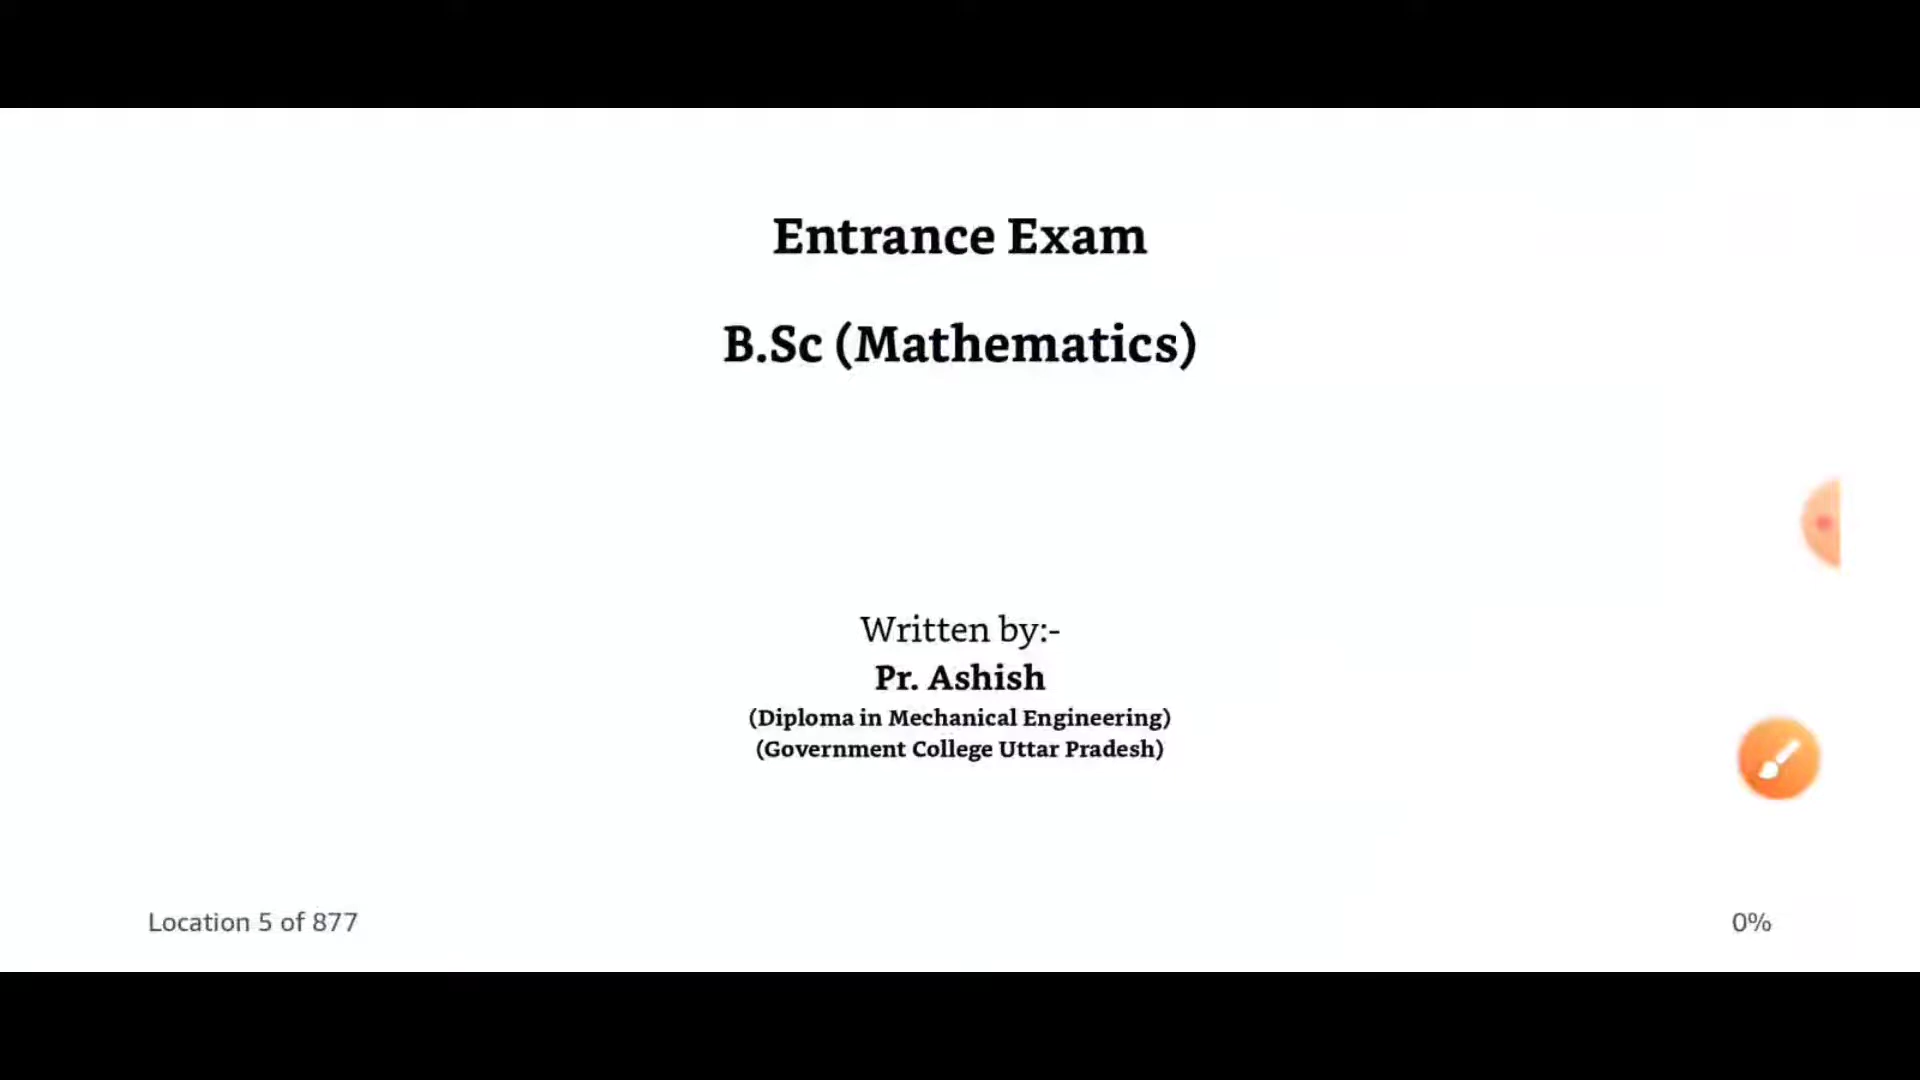 Entrance Exam
B.Sc (Mathematics)
Written by:-
Pr. Ashish
(Diploma in Mechanical Engineering)
(Government College Uttar Pradesh)
Location 5 of 877
0%